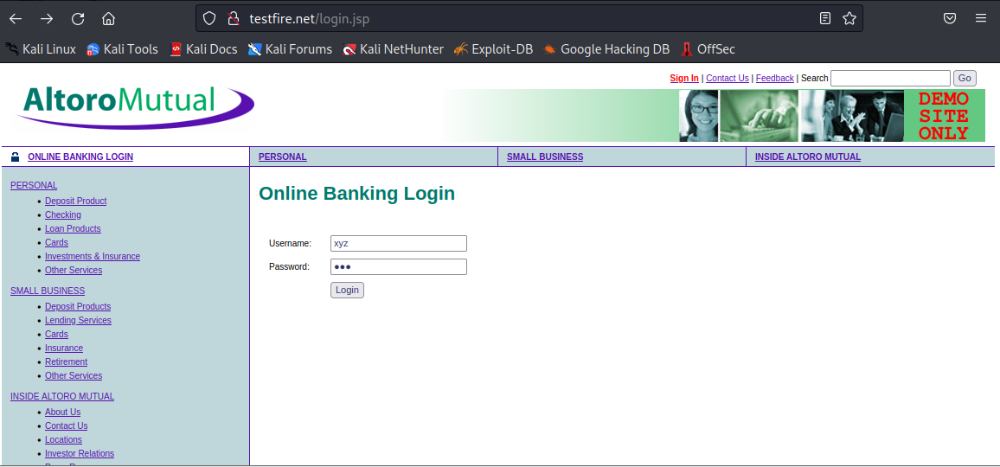 testfire.net/login.jsp
Kali Linux Kali Tools Kali Docs Kali Forums Kali NetHunter Exploit-DB Google Hacking DB OffSec
Sign In | Contact Us | Feedback | Search Go
AltoroMutual
DEMO
SITE
ONLY
ONLINE BANKING LOGIN PERSONAL SMALL BUSINESS INSIDE ALTORO MUTUAL
PERSONAL
Deposit Product
Checking
Loan Products
Cards
Investments & Insurance
Other Services
SMALL BUSINESS
Deposit Products
Lending Services
Cards
Insurance
Retirement
Other Services
INSIDE ALTORO MUTUAL
About Us
Contact Us
Locations
Investor Relations
Online Banking Login
Username: xyz
Password: ●●●
Login